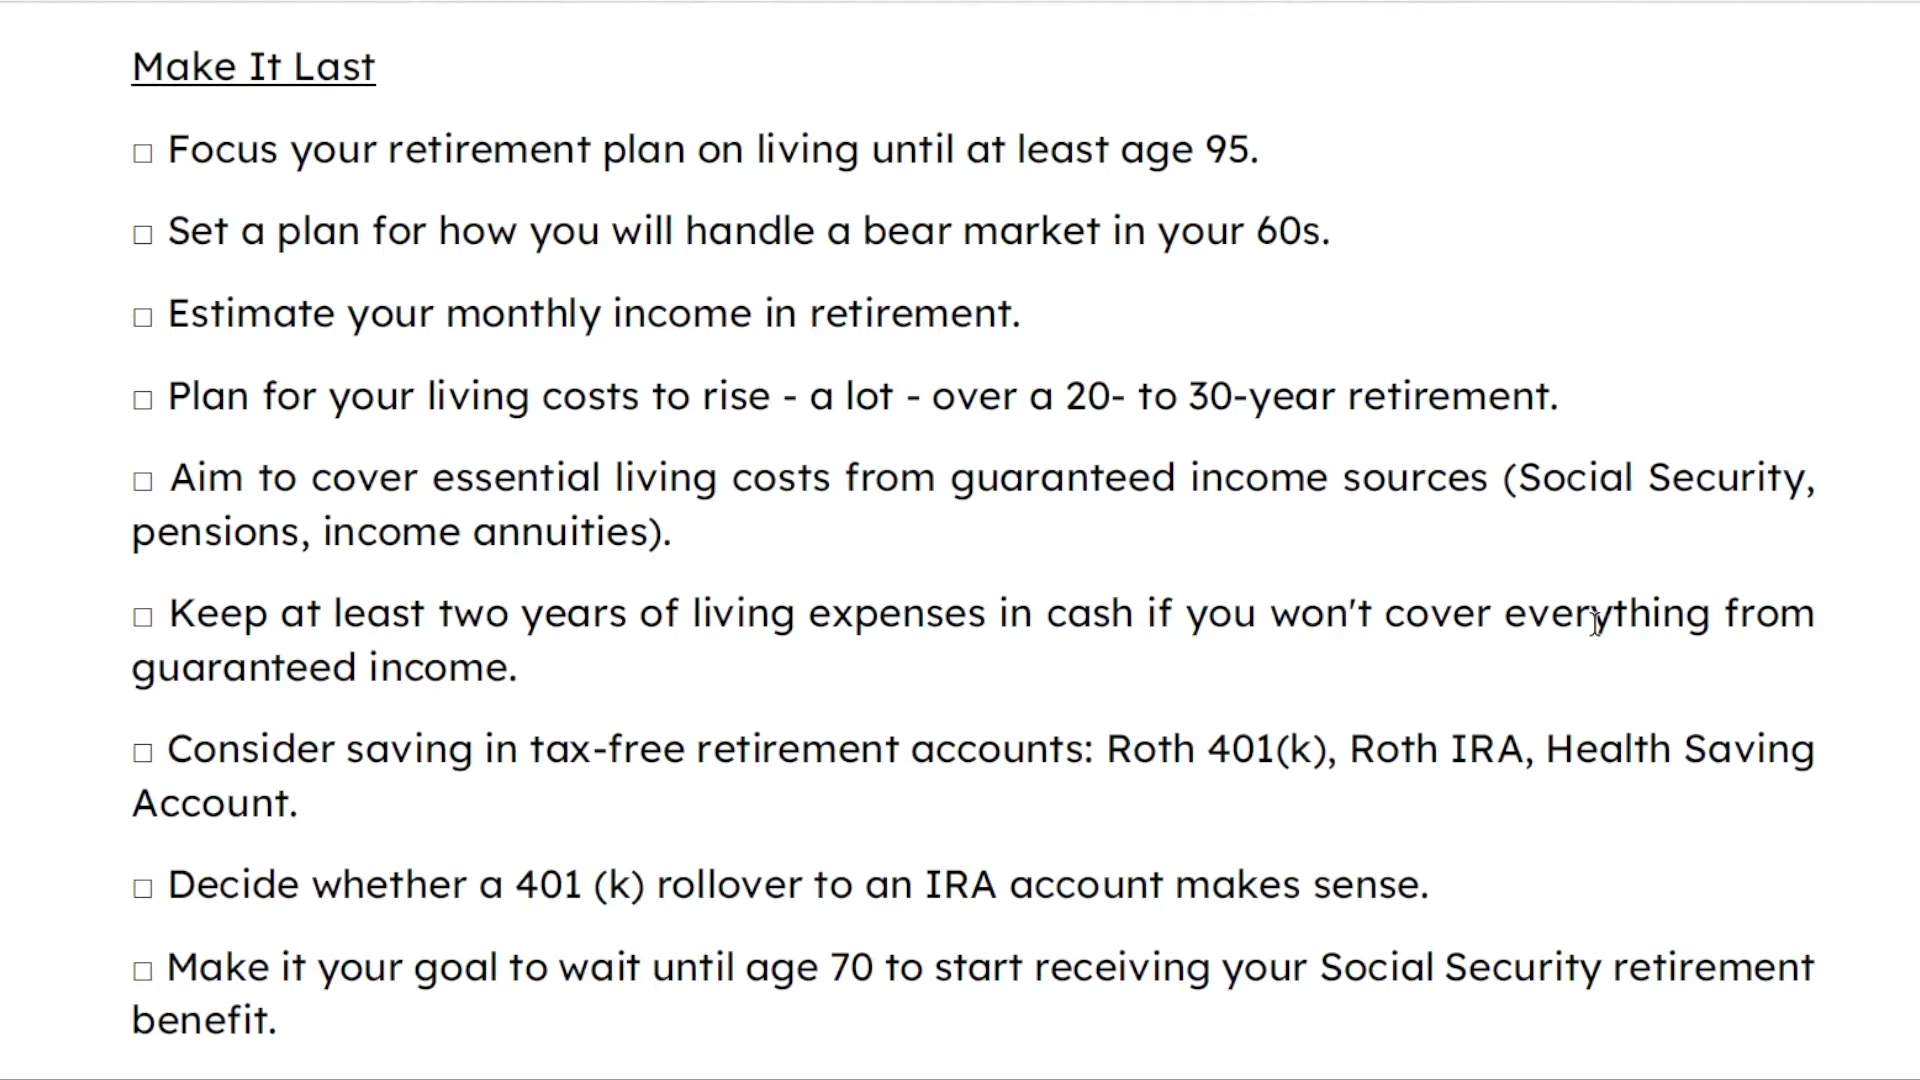 Make It Last
□ Focus your retirement plan on living until at least age 95.
□ Set a plan for how you will handle a bear market in your 60s.
□ Estimate your monthly income in retirement.
□ Plan for your living costs to rise - a lot - over a 20- to 30-year retirement.
□ Aim to cover essential living costs from guaranteed income sources (Social Security,
pensions, income annuities).
□ Keep at least two years of living expenses in cash if you won't cover everything from
guaranteed income.
□ Consider saving in tax-free retirement accounts: Roth 401(k), Roth IRA, Health Saving
Account.
□ Decide whether a 401 (k) rollover to an IRA account makes sense.
□ Make it your goal to wait until age 70 to start receiving your Social Security retirement
benefit.